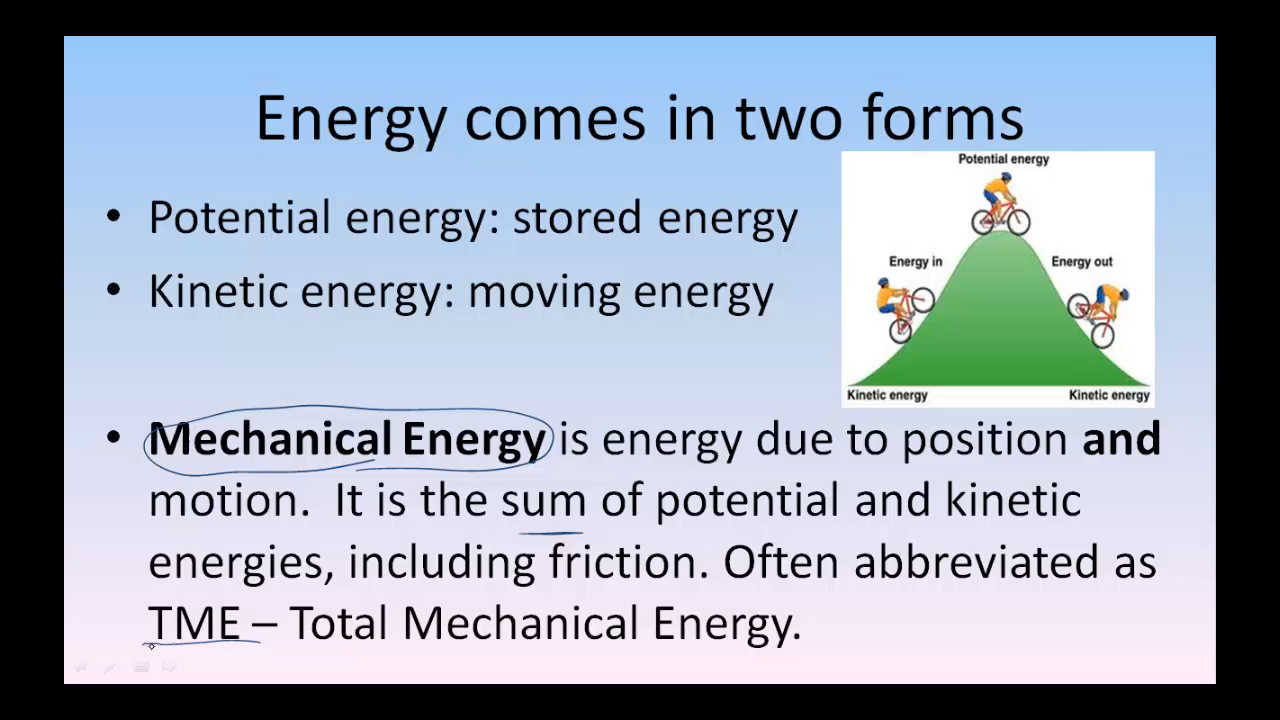 Energy comes in two forms
• Potential energy: stored energy
• Kinetic energy: moving energy
Potential energy
Energy in
Energy out
Kinetic energy
Kinetic energy
• Mechanical Energy is energy due to position and
motion.  It is the sum of potential and kinetic
energies, including friction. Often abbreviated as
TME – Total Mechanical Energy.